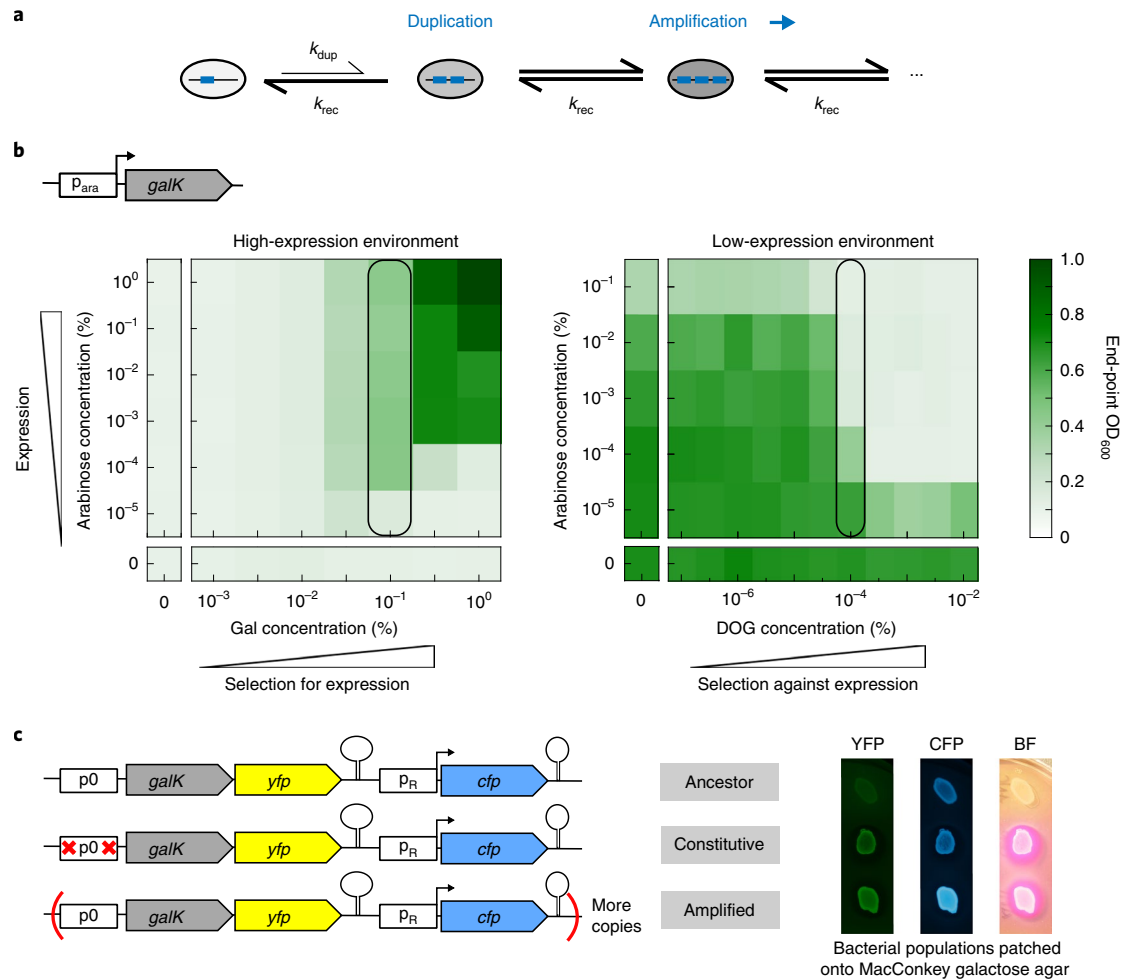 a
Duplication
Amplification
k_dup
k_rec
k_rec
k_rec
...
b
p_ara
galK
High-expression environment
Low-expression environment
Expression
Arabinose concentration (%)
10^0
10^−1
10^−2
10^−3
10^−4
10^−5
0
0
10^−3
10^−2
10^−1
10^0
Gal concentration (%)
Selection for expression
Arabinose concentration (%)
10^−1
10^−2
10^−3
10^−4
10^−5
0
0
10^−6
10^−4
10^−2
DOG concentration (%)
Selection against expression
1.0
0.8
0.6
0.4
0.2
0
End-point OD_600
c
p0 galK yfp p_R cfp
Ancestor
p0 galK yfp p_R cfp
Constitutive
p0 galK yfp p_R cfp
More
copies
Amplified
YFP CFP BF
Bacterial populations patched
onto MacConkey galactose agar